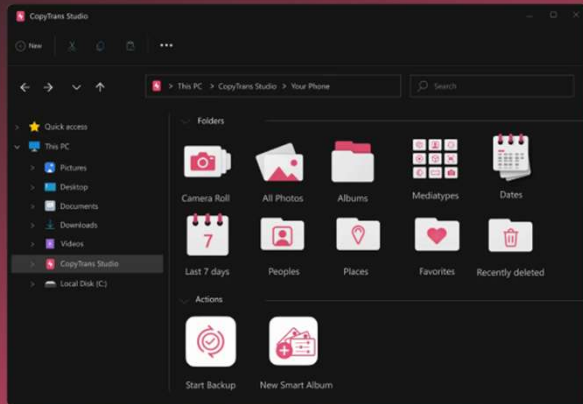 CopyTrans Studio
New
This PC > CopyTrans Studio > Your Phone
Search
Quick access
This PC
Pictures
Desktop
Documents
Downloads
Videos
CopyTrans Studio
Local Disk (C:)
Folders
Camera Roll
All Photos
Albums
Mediatypes
Dates
7
Last 7 days
Peoples
Places
Favorites
Recently deleted
Actions
Start Backup
New Smart Album